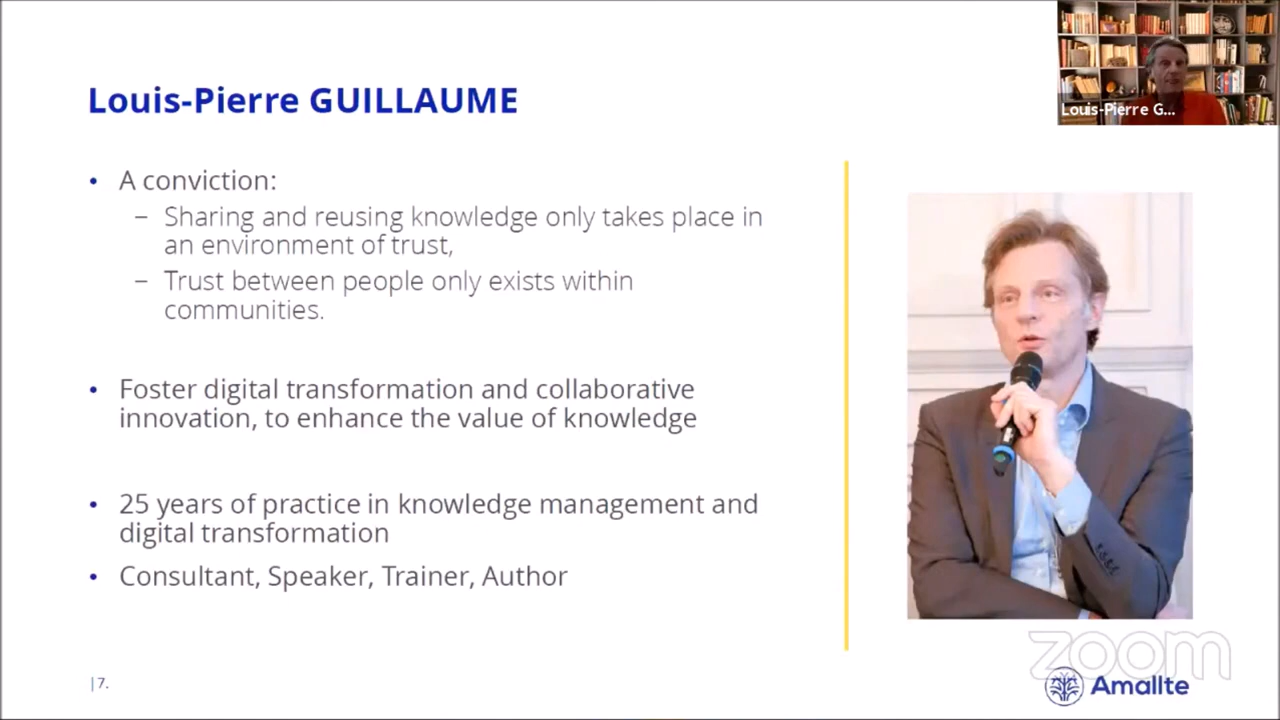 Louis-Pierre GUILLAUME
Louis-Pierre G...
• A conviction:
– Sharing and reusing knowledge only takes place in
an environment of trust,
– Trust between people only exists within
communities.
• Foster digital transformation and collaborative
innovation, to enhance the value of knowledge
• 25 years of practice in knowledge management and
digital transformation
• Consultant, Speaker, Trainer, Author
zoom
|7.
Amallte